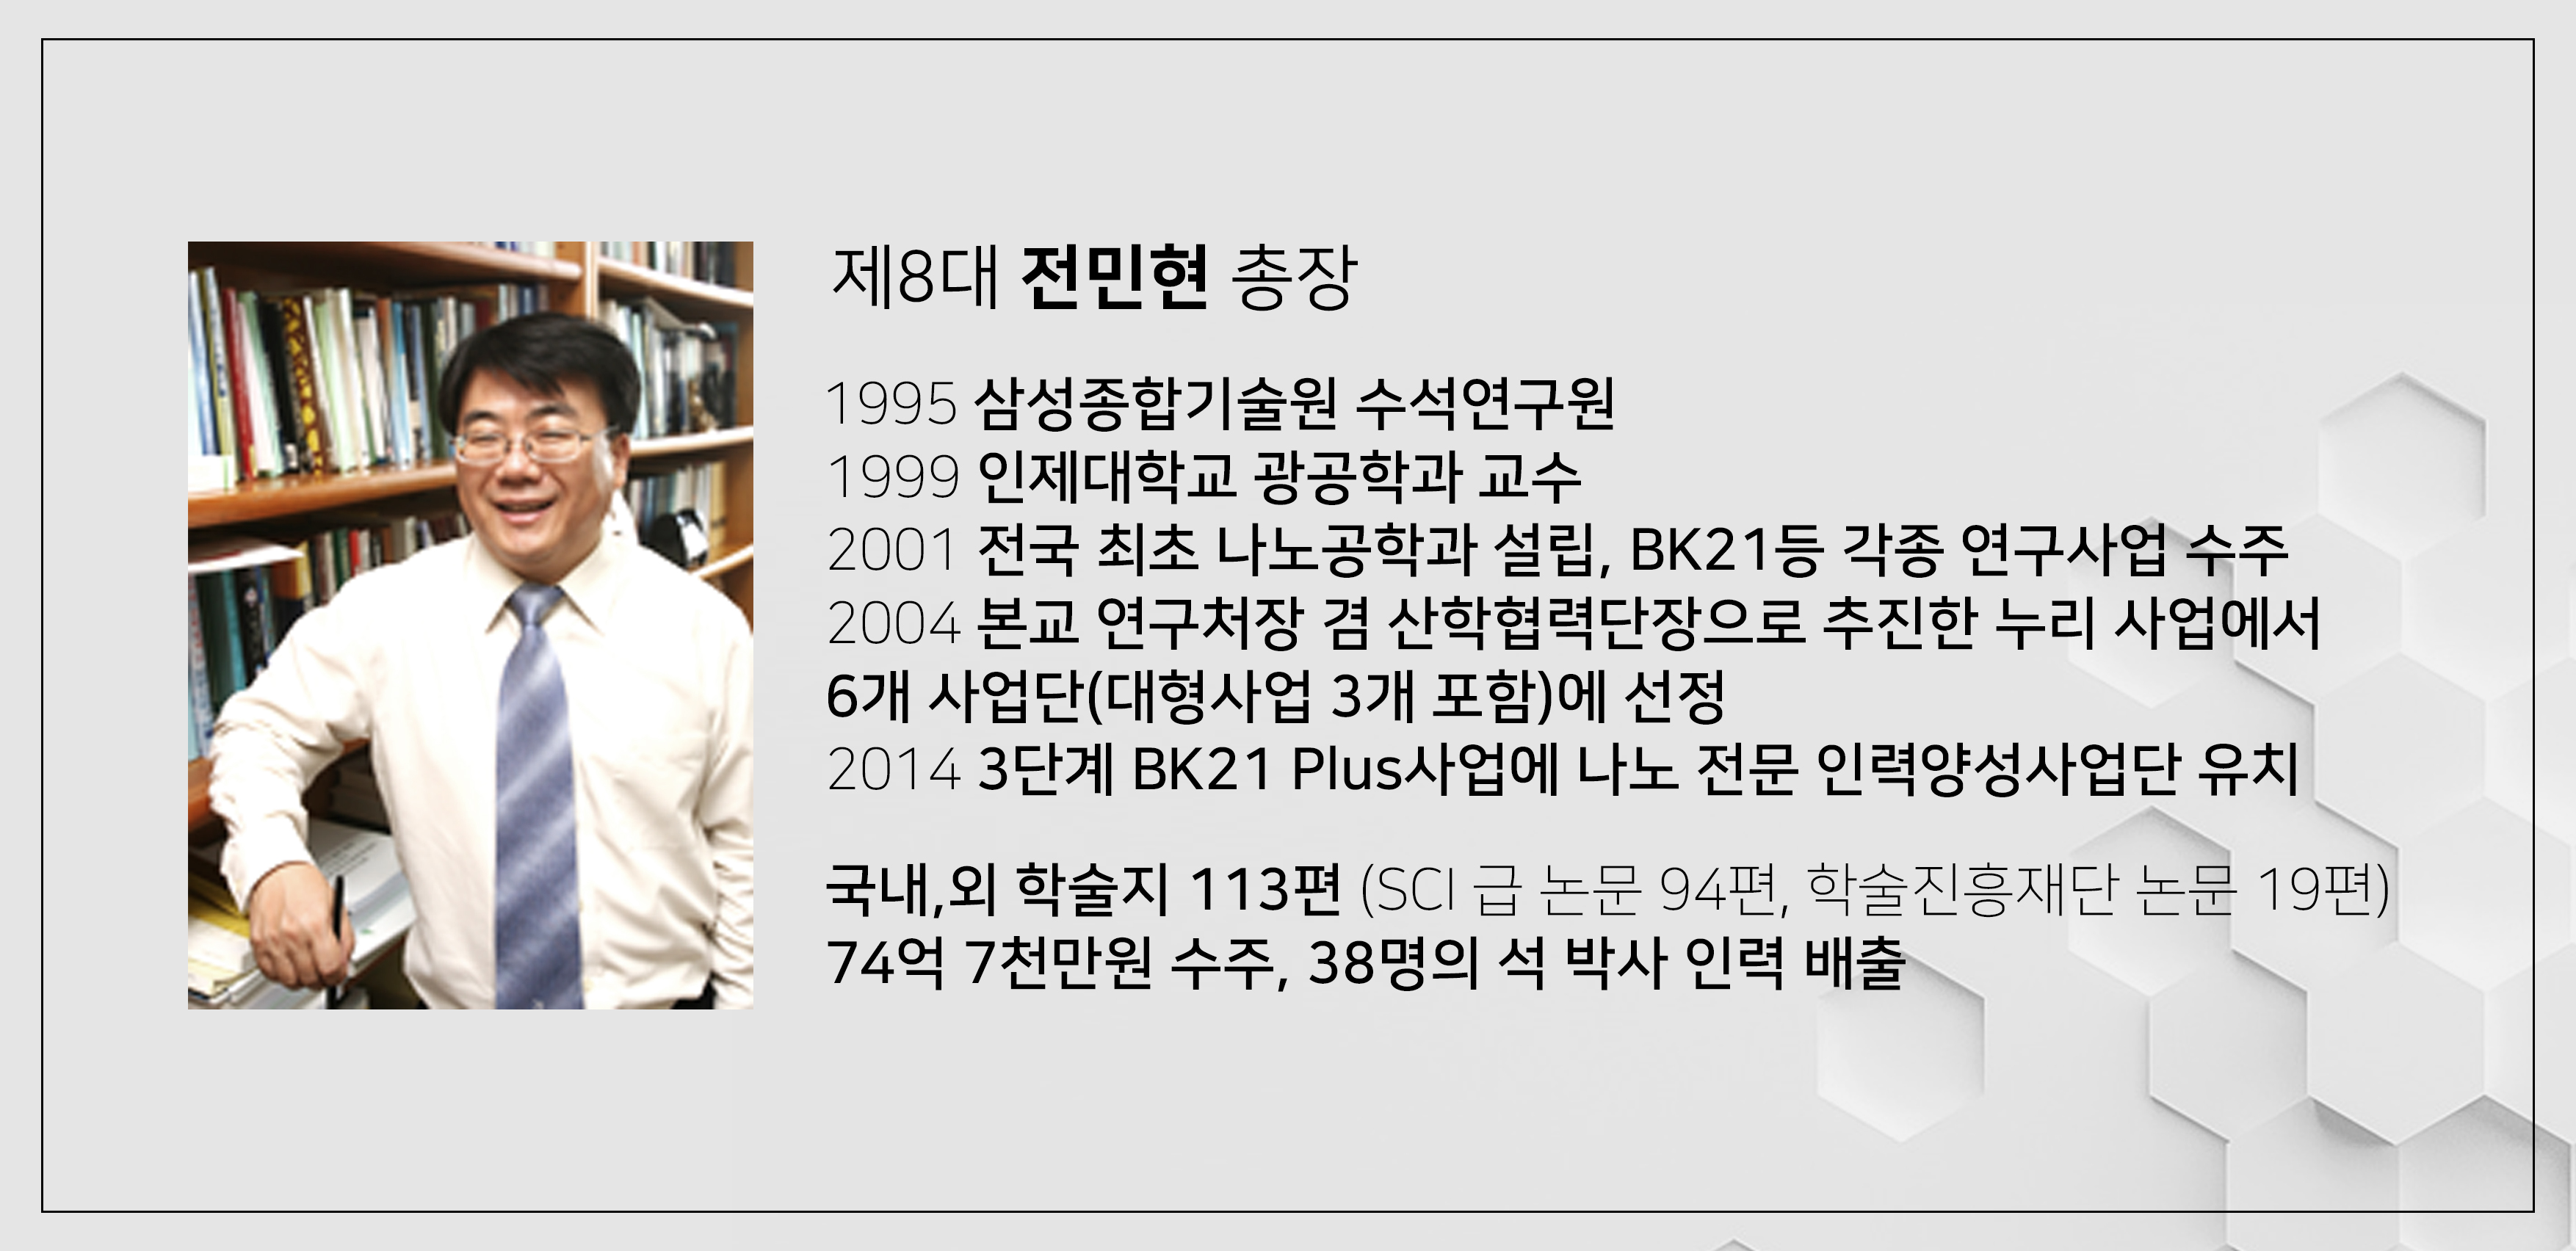 제8대 전민현 총장
1995 삼성종합기술원 수석연구원
1999 인제대학교 광공학과 교수
2001 전국 최초 나노공학과 설립, BK21등 각종 연구사업 수주
2004 본교 연구처장 겸 산학협력단장으로 추진한 누리 사업에서
6개 사업단(대형사업 3개 포함)에 선정
2014 3단계 BK21 Plus사업에 나노 전문 인력양성사업단 유치
국내,외 학술지 113편 (SCI 급 논문 94편, 학술진흥재단 논문 19편)
74억 7천만원 수주, 38명의 석 박사 인력 배출